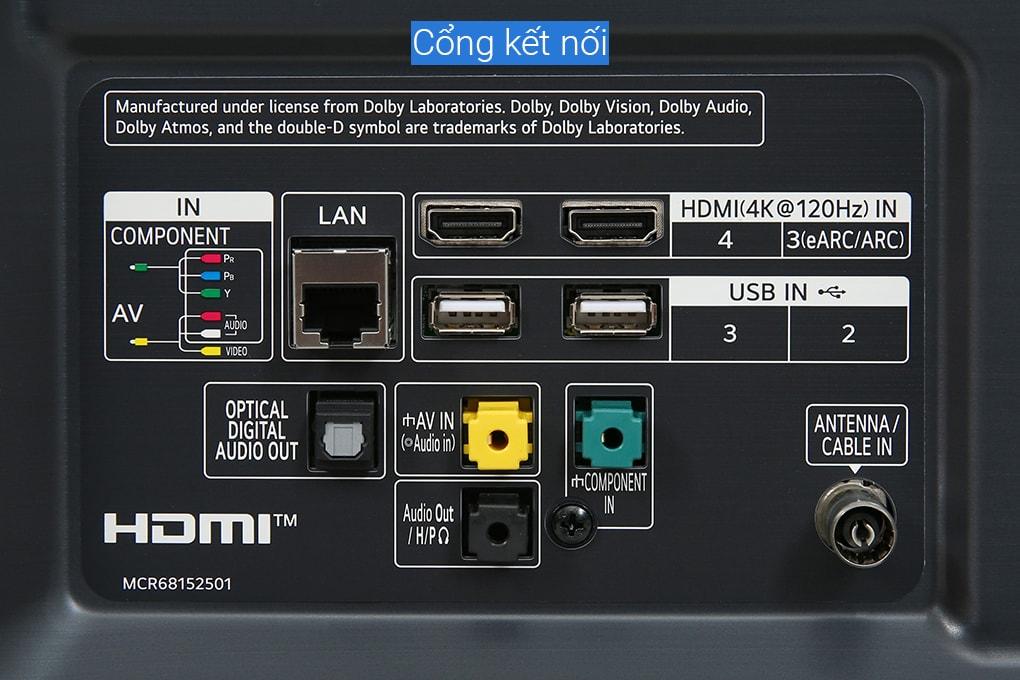 Cổng kết nối
Manufactured under license from Dolby Laboratories. Dolby, Dolby Vision, Dolby Audio,
Dolby Atmos, and the double-D symbol are trademarks of Dolby Laboratories.
IN
COMPONENT
PR
PB
Y
AV
AUDIO
VIDEO
LAN
HDMI(4K@120Hz) IN
4
3(eARC/ARC)
USB IN
3
2
OPTICAL
DIGITAL
AUDIO OUT
AV IN
(Audio in)
COMPONENT
IN
ANTENNA /
CABLE IN
Audio Out
/ H/P
HDMI™
MCR68152501